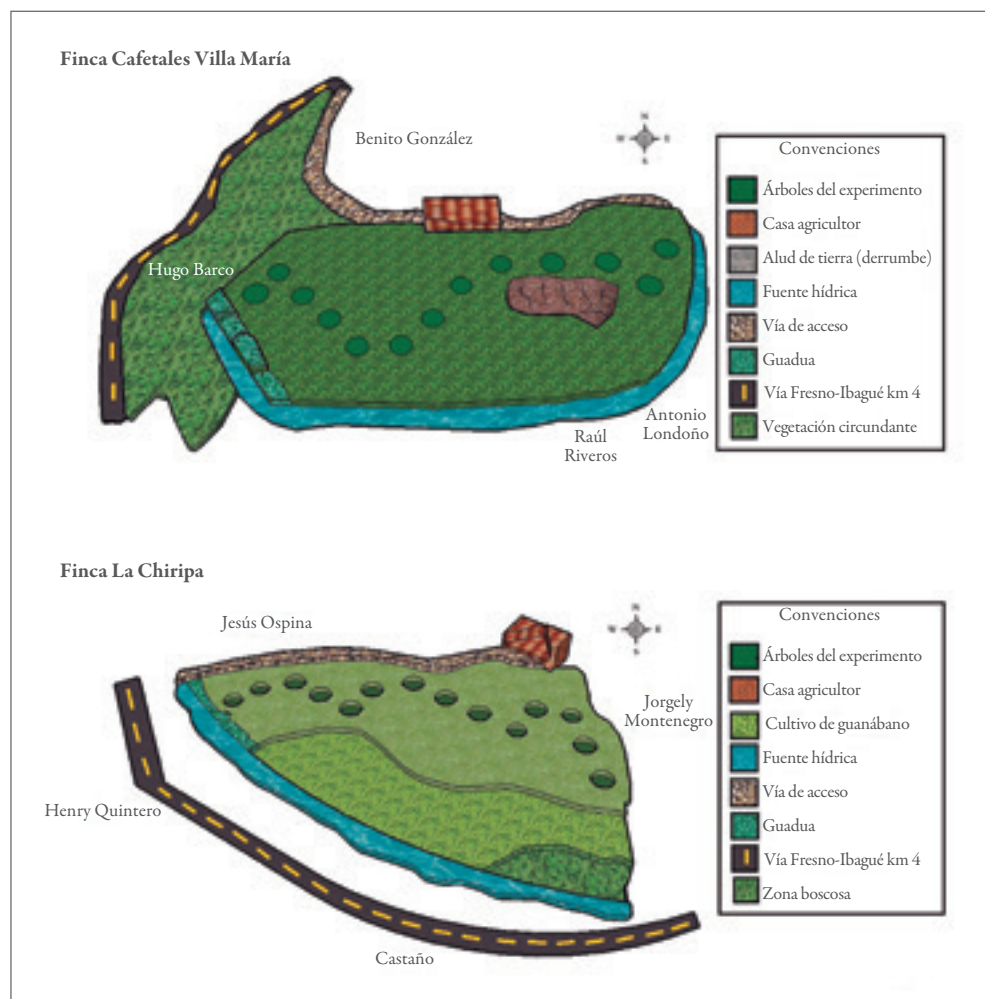 Finca Cafetales Villa María
Benito González
Hugo Barco
Raúl
Riveros
Antonio
Londoño
N
W
E
S
Convenciones
Árboles del experimento
Casa agricultor
Alud de tierra (derrumbe)
Fuente hídrica
Vía de acceso
Guadua
Vía Fresno-Ibagué km 4
Vegetación circundante
Finca La Chiripa
Jesús Ospina
Jorgely
Montenegro
Henry Quintero
Castaño
N
W
E
S
Convenciones
Árboles del experimento
Casa agricultor
Cultivo de guanábano
Fuente hídrica
Vía de acceso
Guadua
Vía Fresno-Ibagué km 4
Zona boscosa